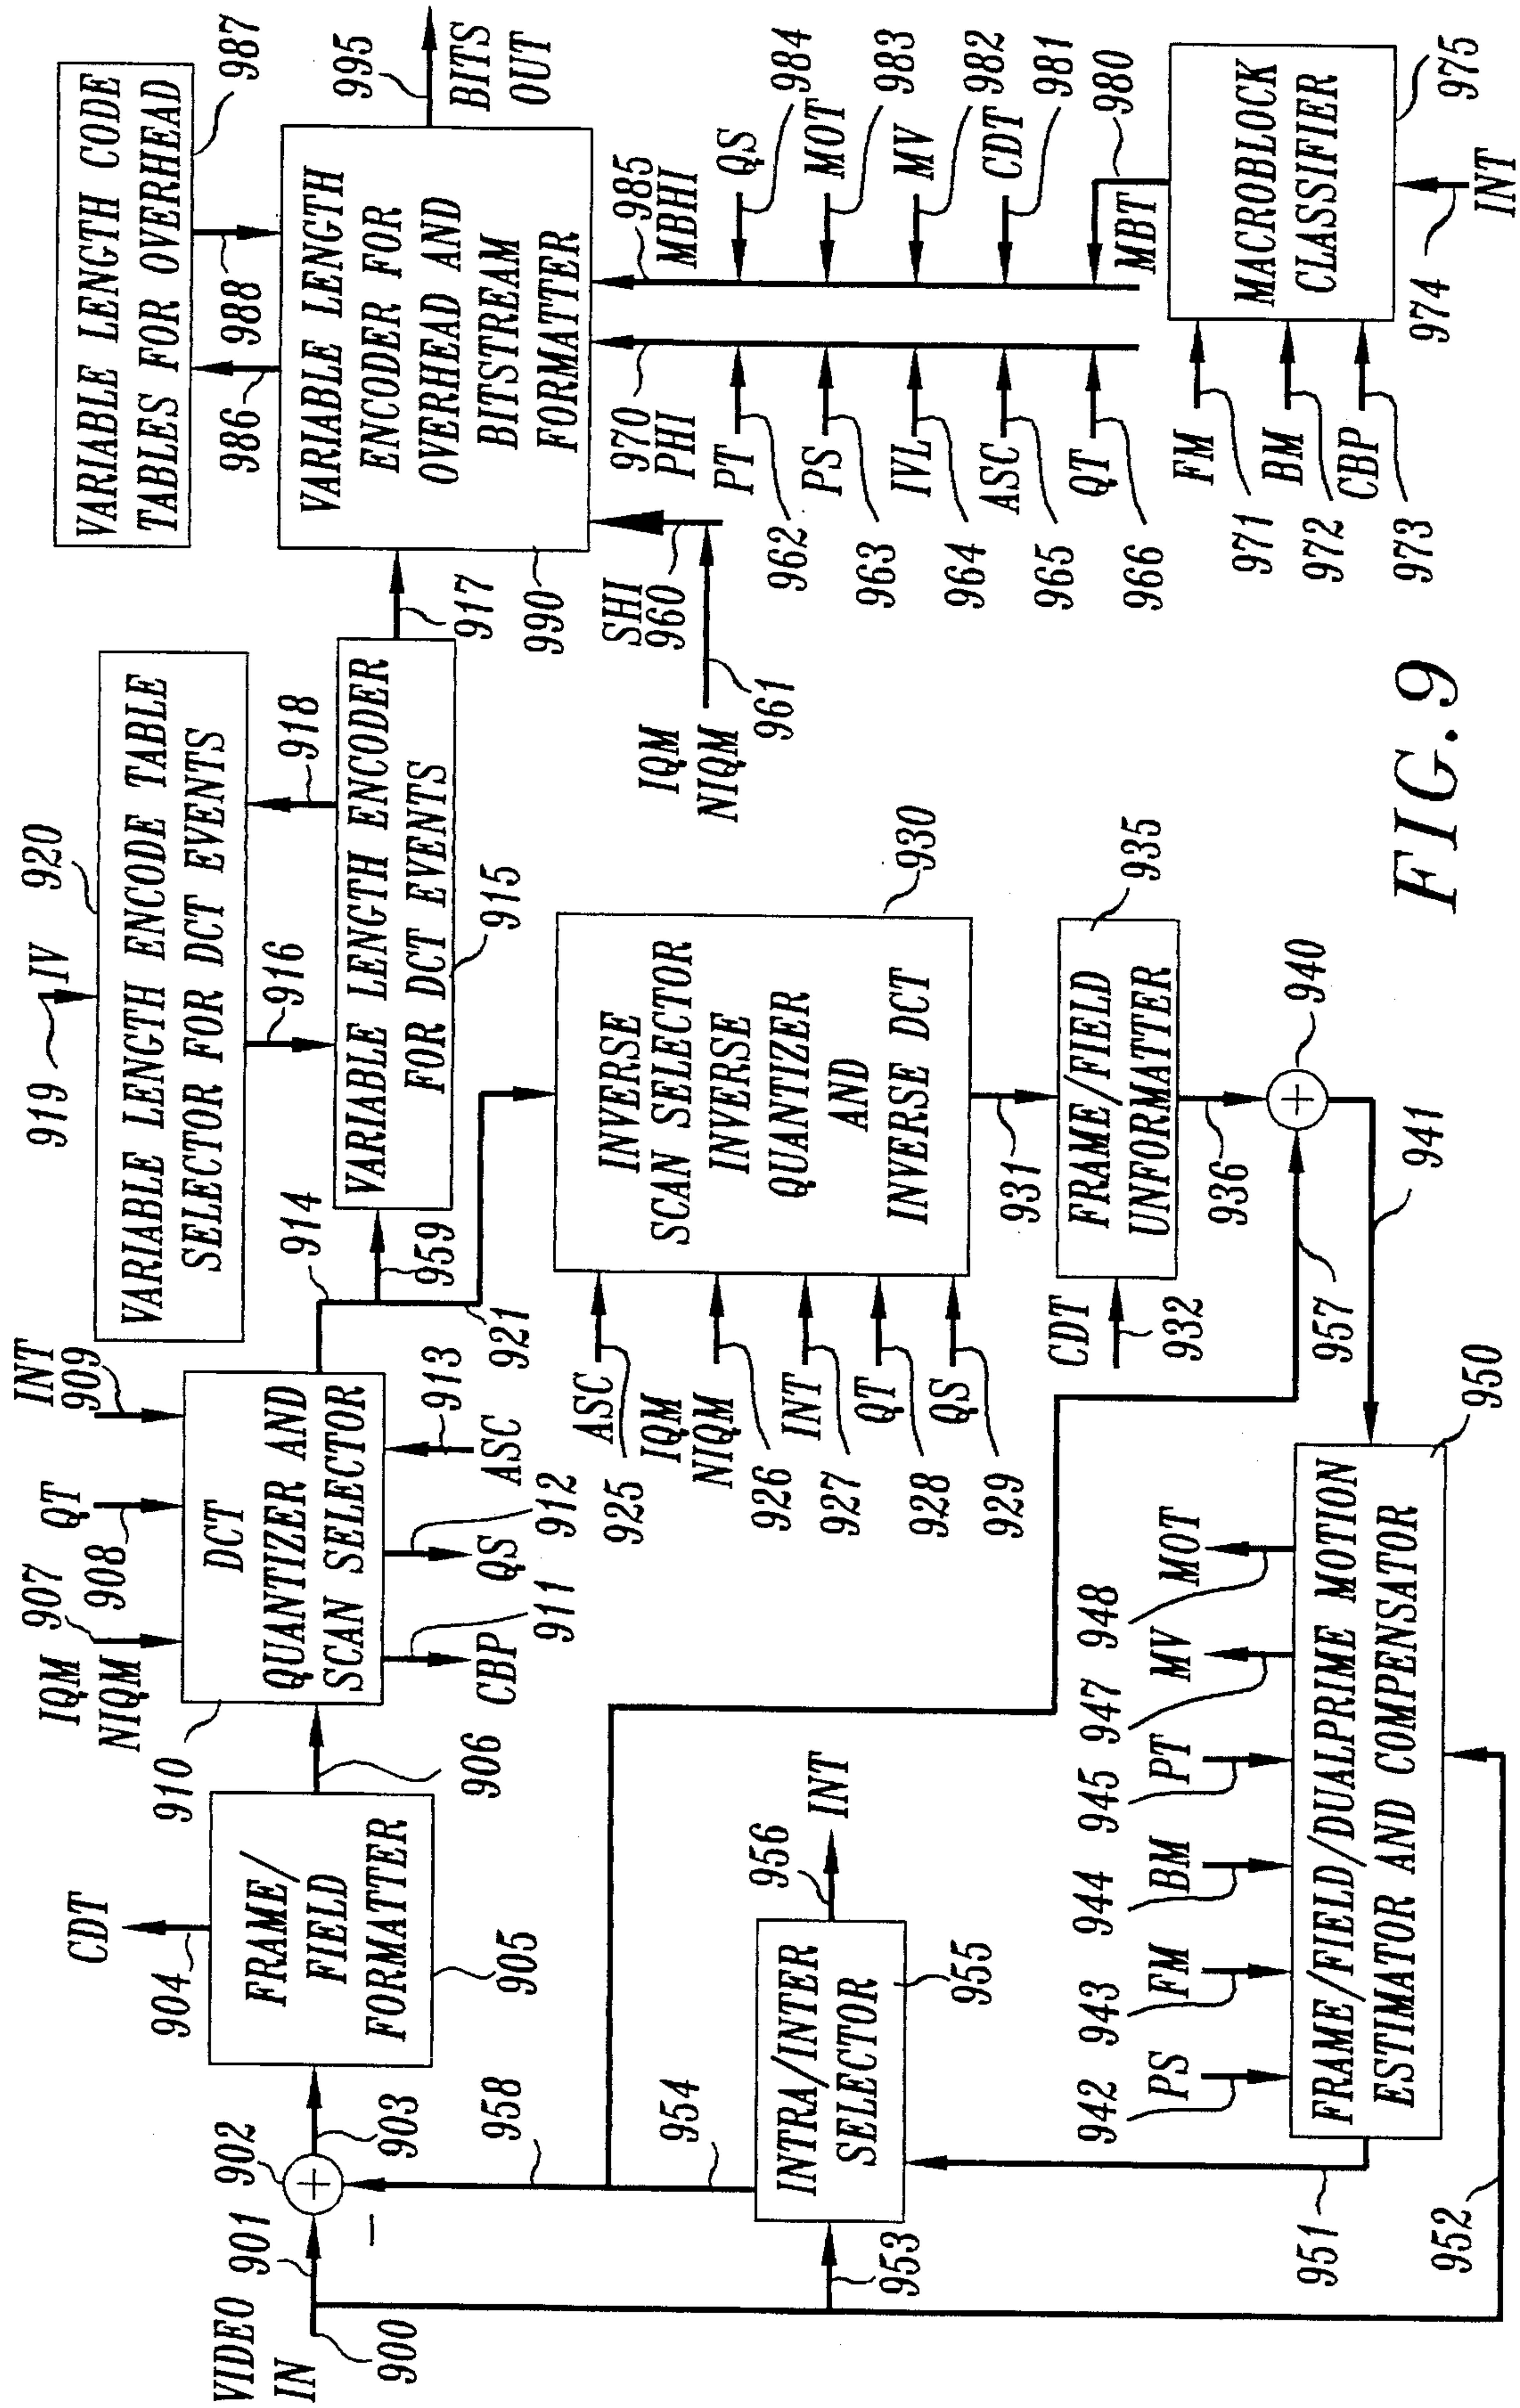 VIDEO
IN
900
901
902
903
CDT
904
FRAME/
FIELD
FORMATTER
905
906
IQM
NIQM
907
QT
908
INT
909
910
DCT
QUANTIZER AND
SCAN SELECTOR
CBP
911
QS
912
ASC
913
914
959
921
919
IV
920
VARIABLE LENGTH ENCODE TABLE
SELECTOR FOR DCT EVENTS
916
918
VARIABLE LENGTH ENCODER
FOR DCT EVENTS
915
917
VARIABLE LENGTH CODE
TABLES FOR OVERHEAD
987
986
988
VARIABLE LENGTH
ENCODER FOR
OVERHEAD AND
BITSTREAM
FORMATTER
990
995
BITS
OUT
SHI
960
IQM
NIQM
961
970
PHI
985
MBHI
PT
962
PS
963
IVL
964
ASC
965
QT
966
QS
984
MOT
983
MV
982
CDT
981
MBT
980
FM
971
BM
972
CBP
973
MACROBLOCK
CLASSIFIER
975
974
INT
INVERSE
SCAN SELECTOR
INVERSE
QUANTIZER
AND
INVERSE DCT
930
ASC
925
IQM
NIQM
926
INT
927
QT
928
QS
929
931
FRAME/FIELD
UNFORMATTER
935
CDT
932
936
+
940
957
941
+
−
958
954
INTRA/INTER
SELECTOR
955
956
INT
953
PS
942
FM
943
BM
944
PT
945
MV
947
MOT
948
FRAME/FIELD/DUALPRIME MOTION
ESTIMATOR AND COMPENSATOR
950
951
952
FIG. 9